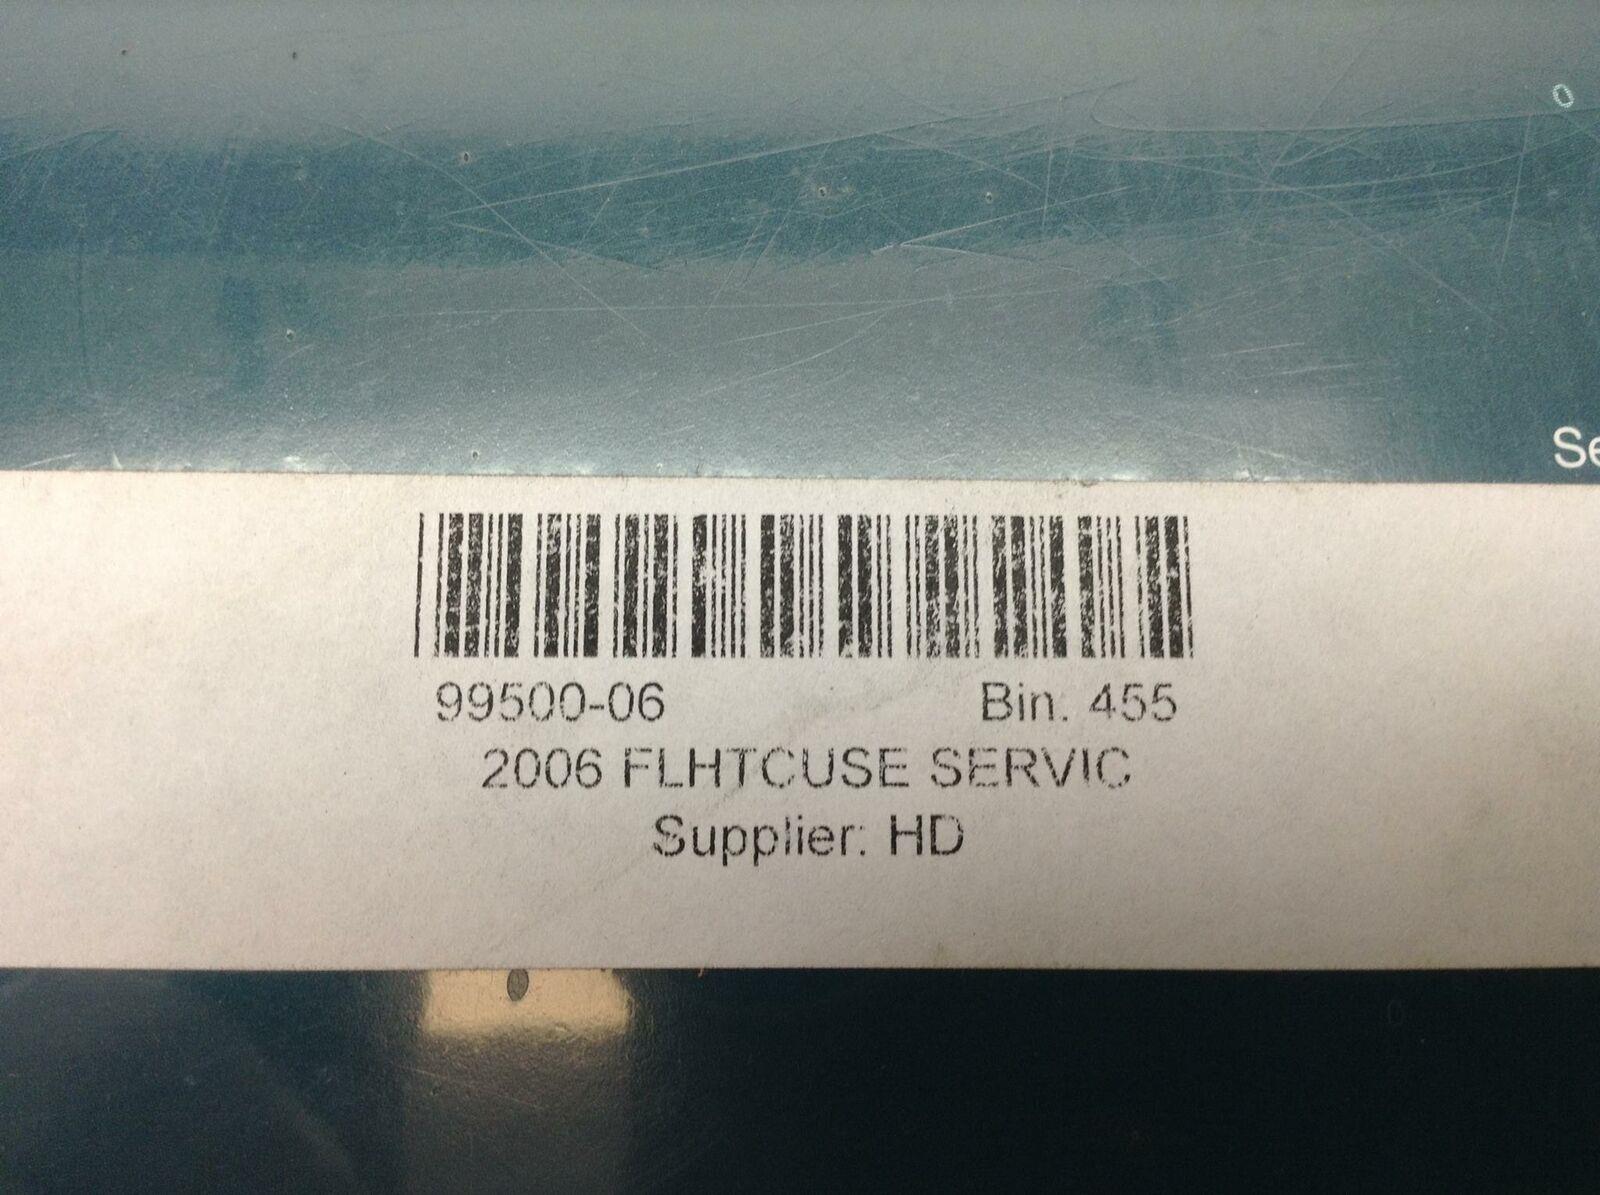 99500-06 Bin: 455
2006 FLHTCUSE SERVIC
Supplier: HD